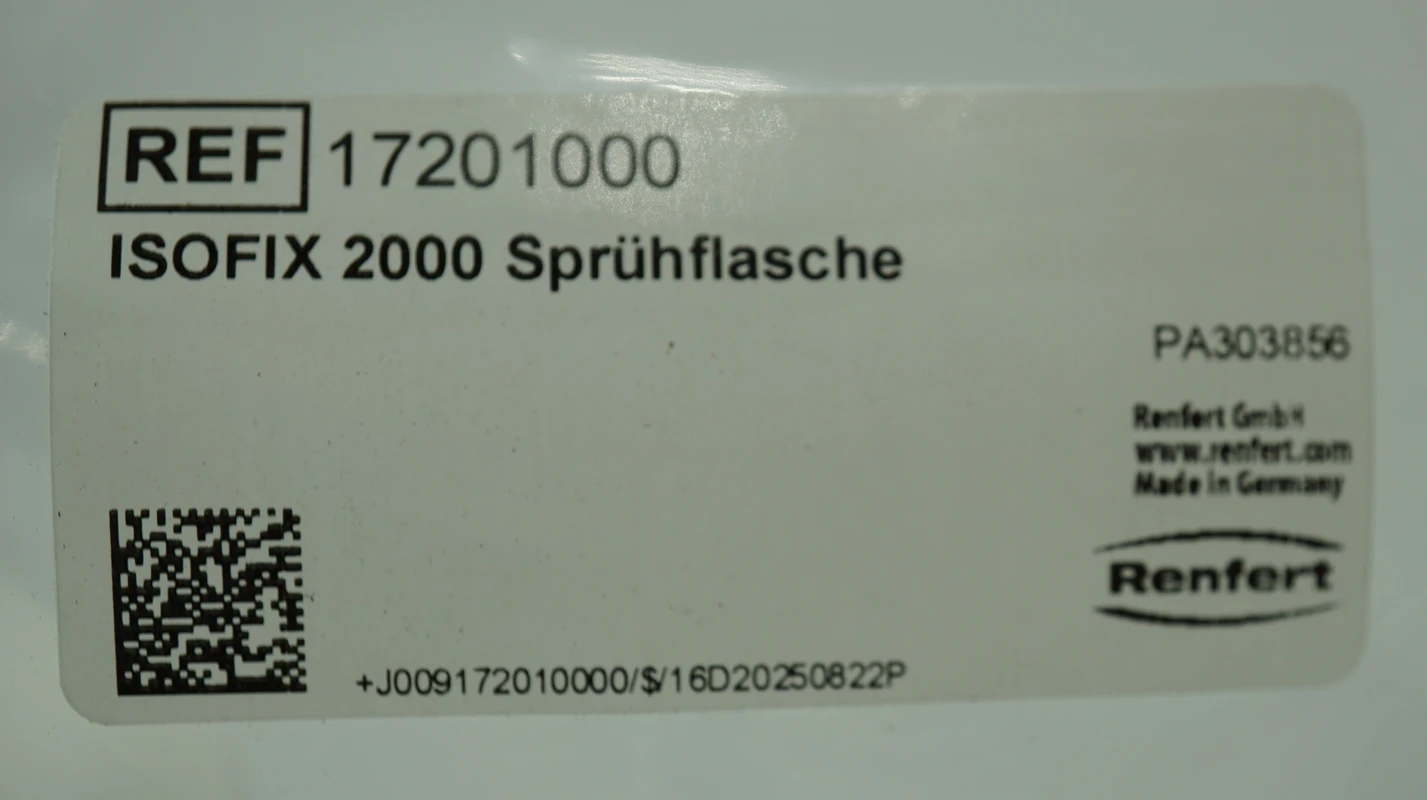 REF 17201000
ISOFIX 2000 Sprühflasche
PA303856
Renfert GmbH
www.renfert.com
Made in Germany
Renfert
+J009172010000/$/16D20250822P